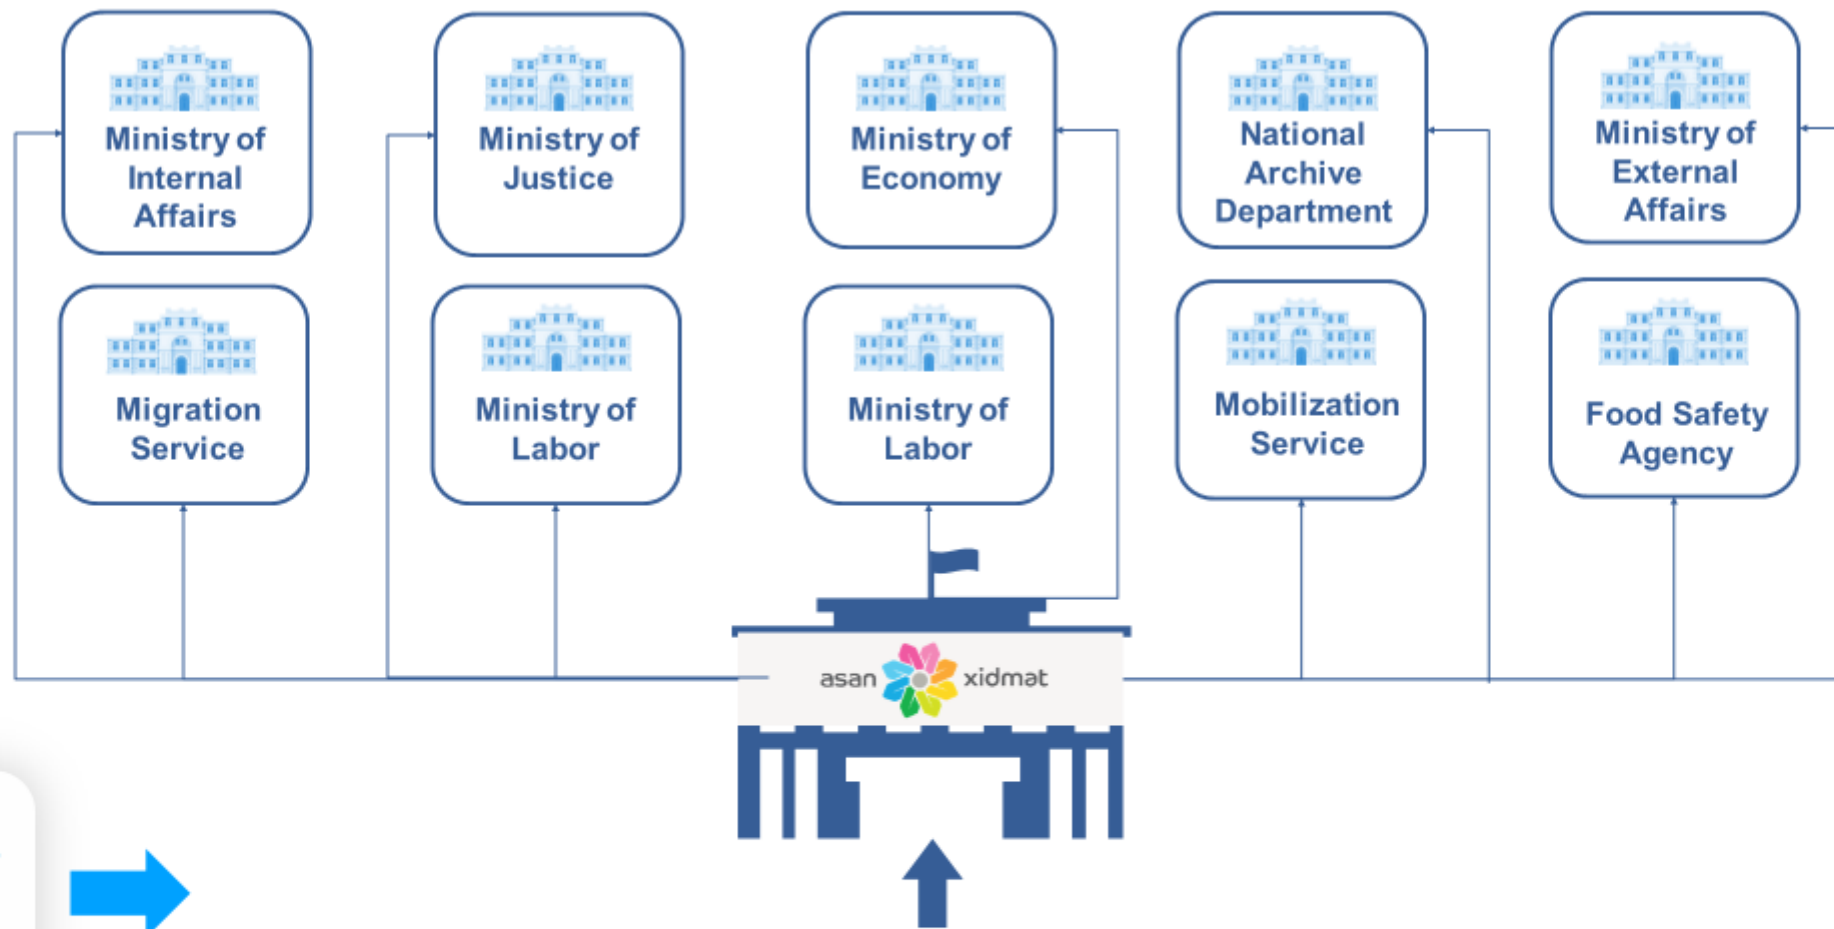 Ministry of
Internal
Affairs
Ministry of
Justice
Ministry of
Economy
National
Archive
Department
Ministry of
External
Affairs
Migration
Service
Ministry of
Labor
Ministry of
Labor
Mobilization
Service
Food Safety
Agency
asan xidmət